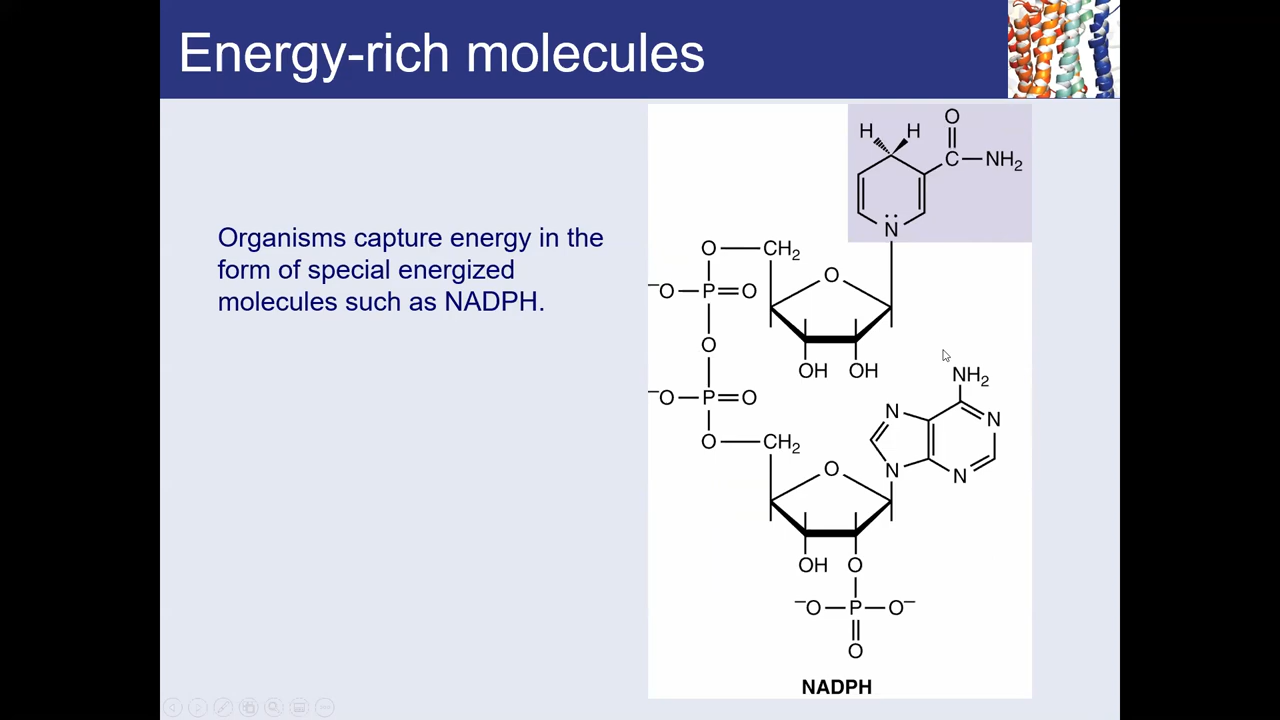 Energy-rich molecules
Organisms capture energy in the
form of special energized
molecules such as NADPH.
O
H H
C NH₂
N
O CH₂
O
⁻O P O
O
OH OH
NH₂
⁻O P O
N N
O CH₂
O N N
OH O
⁻O P O⁻
O
NADPH